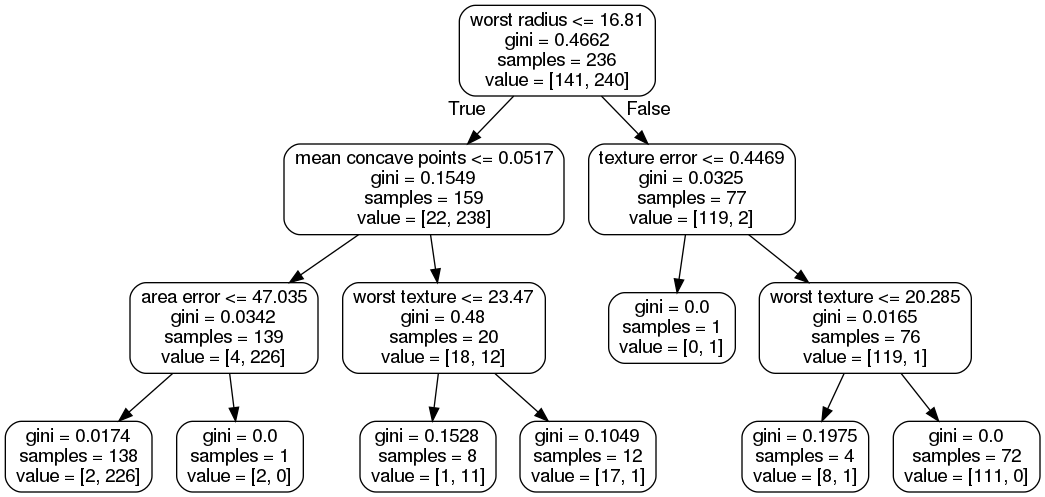 worst radius <= 16.81
gini = 0.4662
samples = 236
value = [141, 240]
True
False
mean concave points <= 0.0517
gini = 0.1549
samples = 159
value = [22, 238]
texture error <= 0.4469
gini = 0.0325
samples = 77
value = [119, 2]
area error <= 47.035
gini = 0.0342
samples = 139
value = [4, 226]
worst texture <= 23.47
gini = 0.48
samples = 20
value = [18, 12]
gini = 0.0
samples = 1
value = [0, 1]
worst texture <= 20.285
gini = 0.0165
samples = 76
value = [119, 1]
gini = 0.0174
samples = 138
value = [2, 226]
gini = 0.0
samples = 1
value = [2, 0]
gini = 0.1528
samples = 8
value = [1, 11]
gini = 0.1049
samples = 12
value = [17, 1]
gini = 0.1975
samples = 4
value = [8, 1]
gini = 0.0
samples = 72
value = [111, 0]